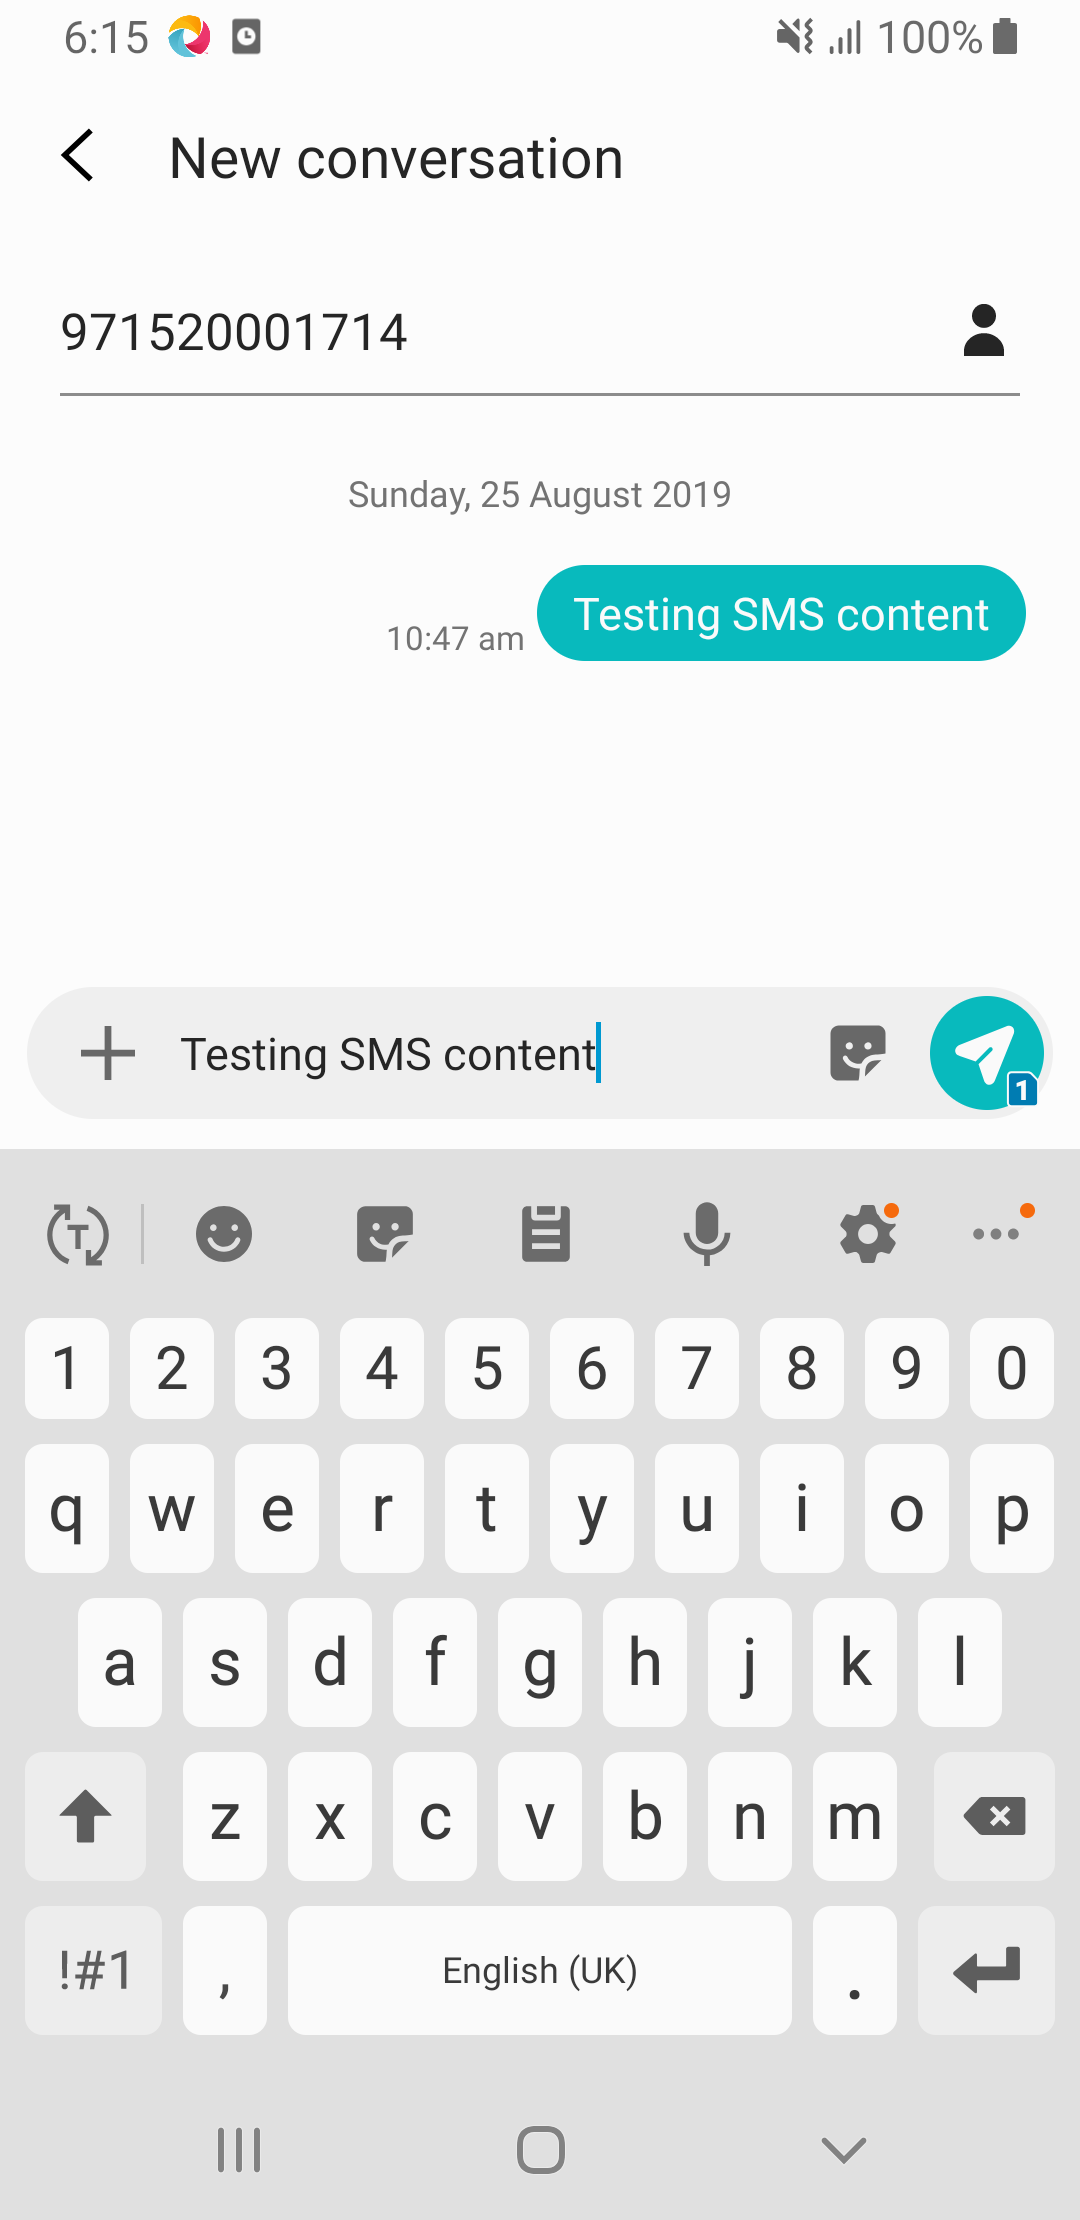 6:15 100%
New conversation
971520001714
Sunday, 25 August 2019
Testing SMS content
10:47 am
Testing SMS content
1
T
1 2 3 4 5 6 7 8 9 0
q w e r t y u i o p
a s d f g h j k l
z x c v b n m
!#1 , English (UK) .